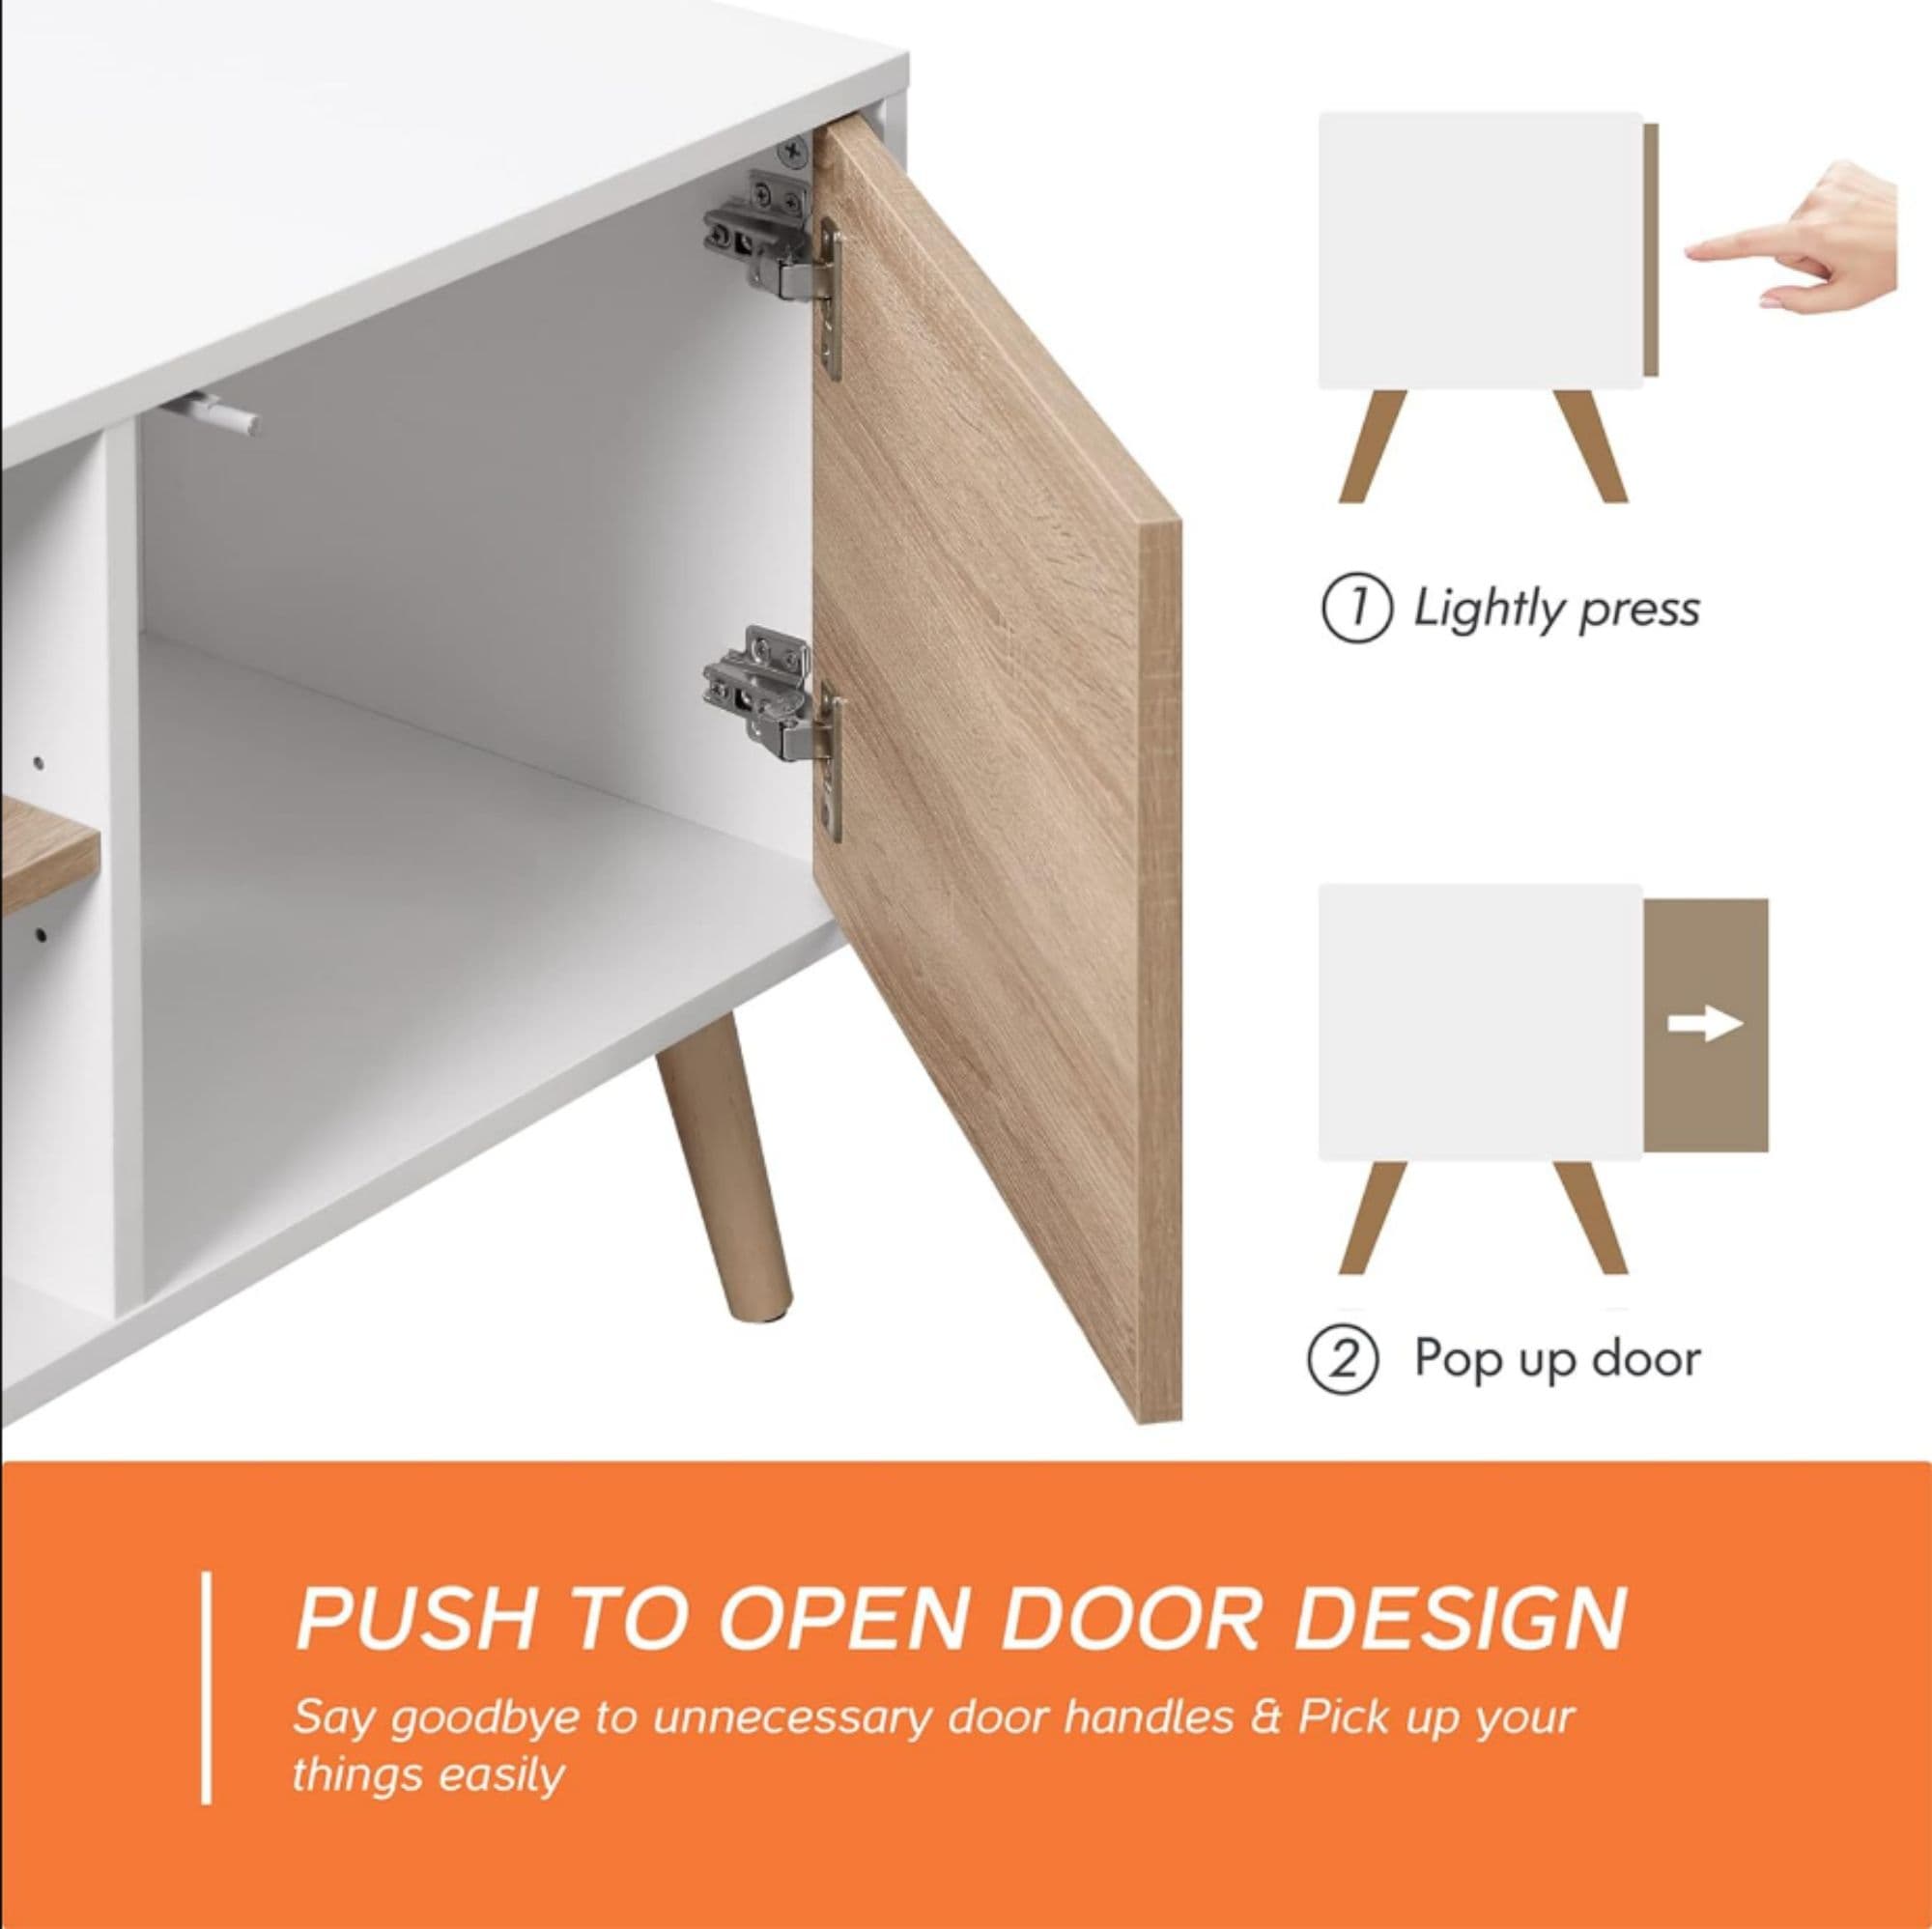 1 Lightly press
2 Pop up door
PUSH TO OPEN DOOR DESIGN
Say goodbye to unnecessary door handles & Pick up your
things easily